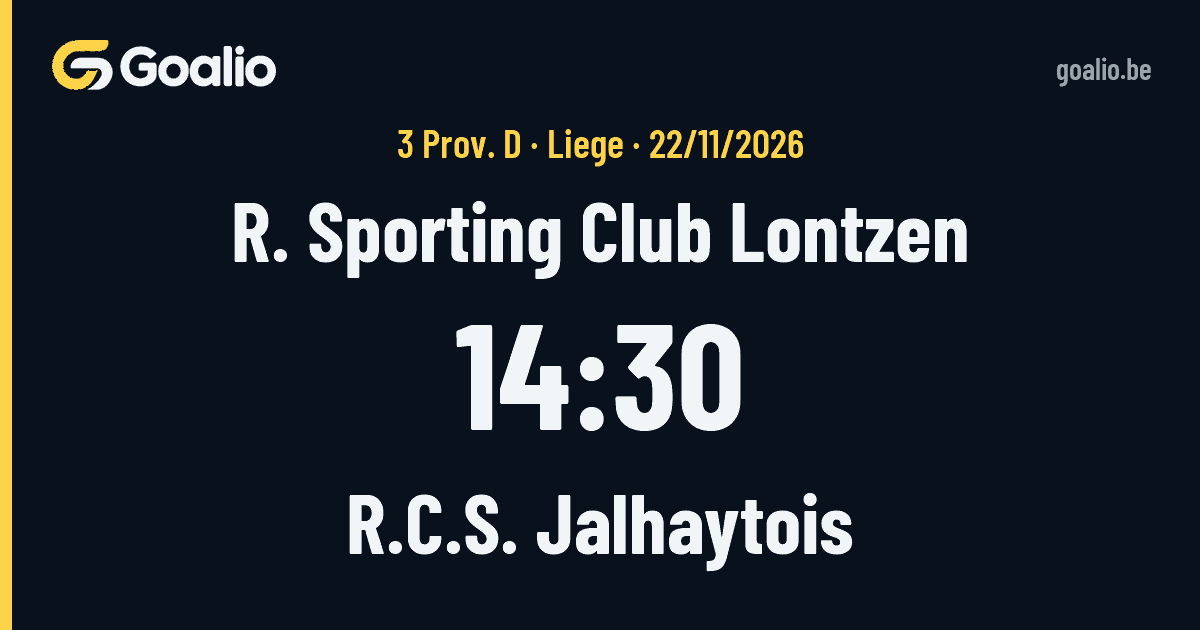 Goalio
goalio.be
3 Prov. D · Liege · 22/11/2026
R. Sporting Club Lontzen
14:30
R.C.S. Jalhaytois